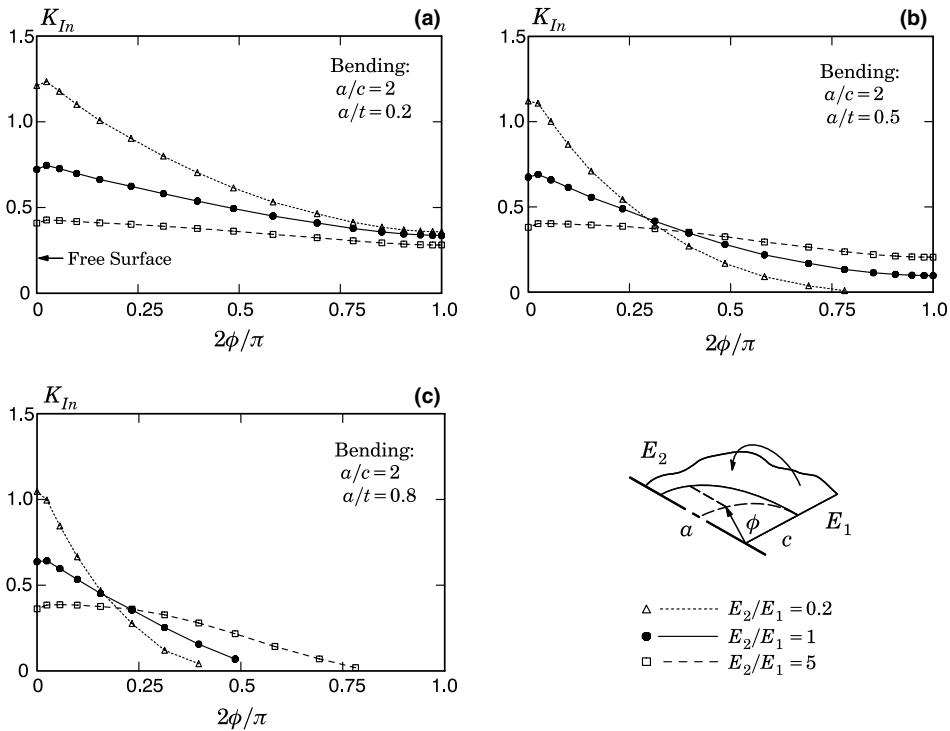 K_In
(a)
1.5
1.0
0.5
0
Bending:
a/c=2
a/t=0.2
Free Surface
0
0.25
0.5
0.75
1.0
2ϕ/π
K_In
(b)
1.5
1.0
0.5
0
Bending:
a/c=2
a/t=0.5
0
0.25
0.5
0.75
1.0
2ϕ/π
K_In
(c)
1.5
1.0
0.5
0
Bending:
a/c=2
a/t=0.8
0
0.25
0.5
0.75
1.0
2ϕ/π
E_2
E_1
a
ϕ
c
E_2/E_1=0.2
E_2/E_1=1
E_2/E_1=5